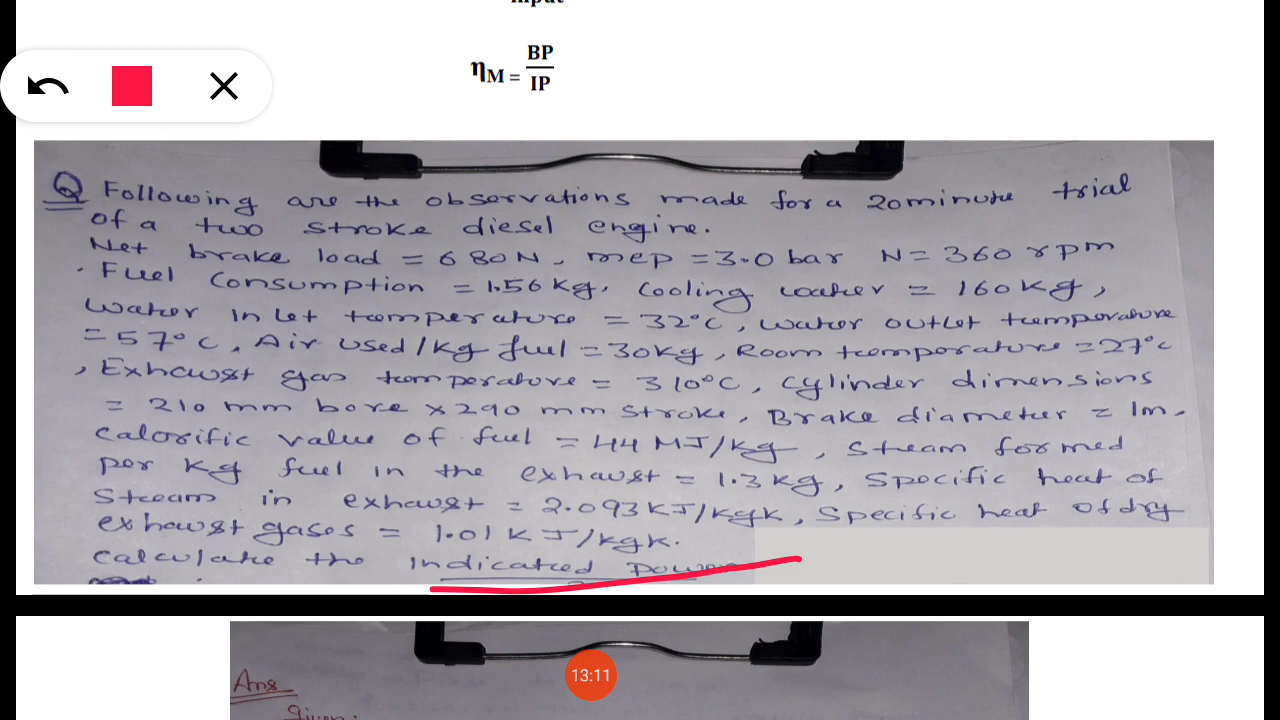 ηM = BP
IP
Q Following are the observations made for a 20minute trial
of a two stroke diesel engine.
Net brake load = 680N, mep = 3.0 bar N = 360 rpm
Fuel Consumption = 1.56 kg, Cooling water = 160 kg,
Water Inlet temperature = 32°C, water outlet temperature
= 57°C, Air used/kg fuel = 30kg, Room temperature = 27°C
, Exhaust gas temperature = 310°C, Cylinder dimensions
= 210 mm bore × 290 mm stroke, Brake diameter = 1m.
Calorific value of fuel = 44 MJ/kg, Steam formed
per kg fuel in the exhaust = 1.3 kg, Specific heat of
Steam in exhaust = 2.093 KJ/kgk, Specific heat of dry
exhaust gases = 1.01 KJ/kgk.
Calculate the Indicated Power
13:11
Ans
given: